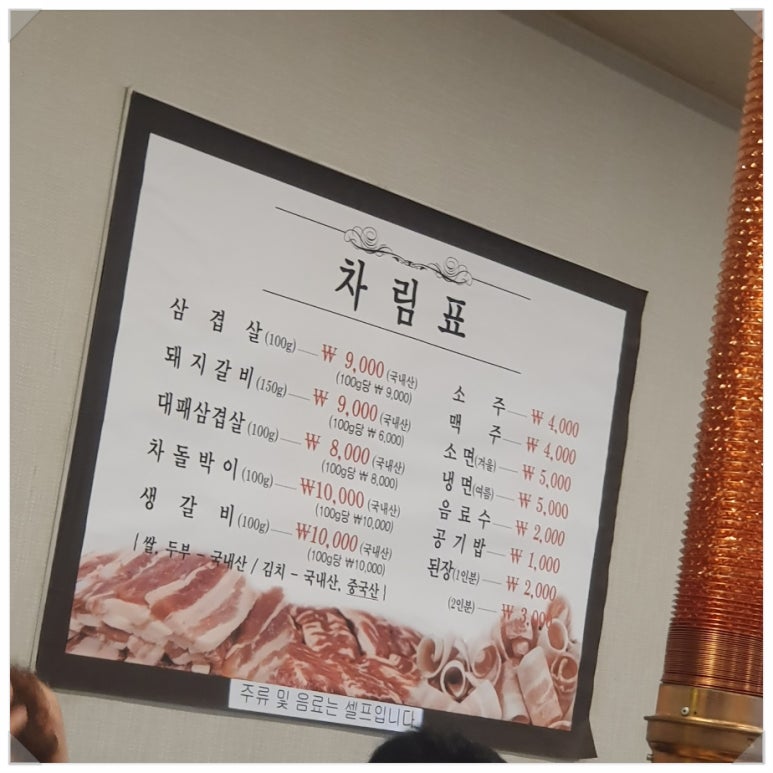 차림표
삼겹살(100g) ₩ 9,000(국내산)
(100g당 ₩ 9,000)
돼지갈비(150g) ₩ 9,000(국내산)
(100g당 ₩ 6,000)
대패삼겹살(100g) ₩ 8,000(국내산)
(100g당 ₩ 8,000)
차돌박이(100g) ₩10,000(국내산)
(100g당 ₩10,000)
생갈비(100g) ₩10,000(국내산)
(100g당 ₩10,000)
| 쌀, 두부 – 국내산 / 김치 – 국내산, 중국산 |
소주 ₩ 4,000
맥주 ₩ 4,000
소면(겨울) ₩ 5,000
냉면(여름) ₩ 5,000
음료수 ₩ 2,000
공기밥 ₩ 1,000
된장(1인분) ₩ 2,000
(2인분) ₩ 3,000
주류 및 음료는 셀프입니다